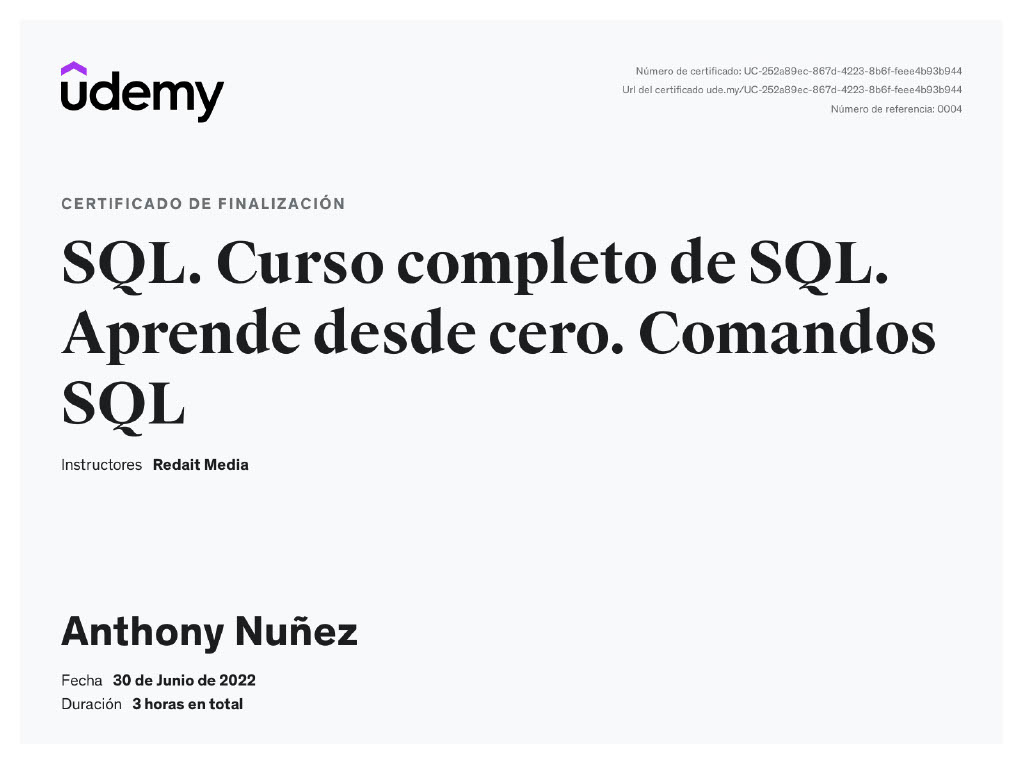 udemy
Número de certificado: UC-252a89ec-867d-4223-8b6f-feee4b93b944
Url del certificado ude.my/UC-252a89ec-867d-4223-8b6f-feee4b93b944
Número de referencia: 0004
CERTIFICADO DE FINALIZACIÓN
SQL. Curso completo de SQL.
Aprende desde cero. Comandos
SQL
Instructores Redait Media
Anthony Nuñez
Fecha 30 de Junio de 2022
Duración 3 horas en total